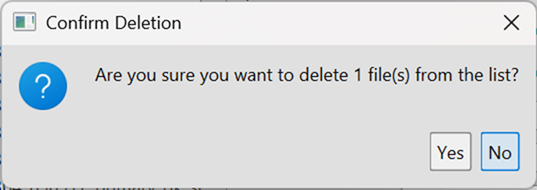 Confirm Deletion
Are you sure you want to delete 1 file(s) from the list?
Yes
No